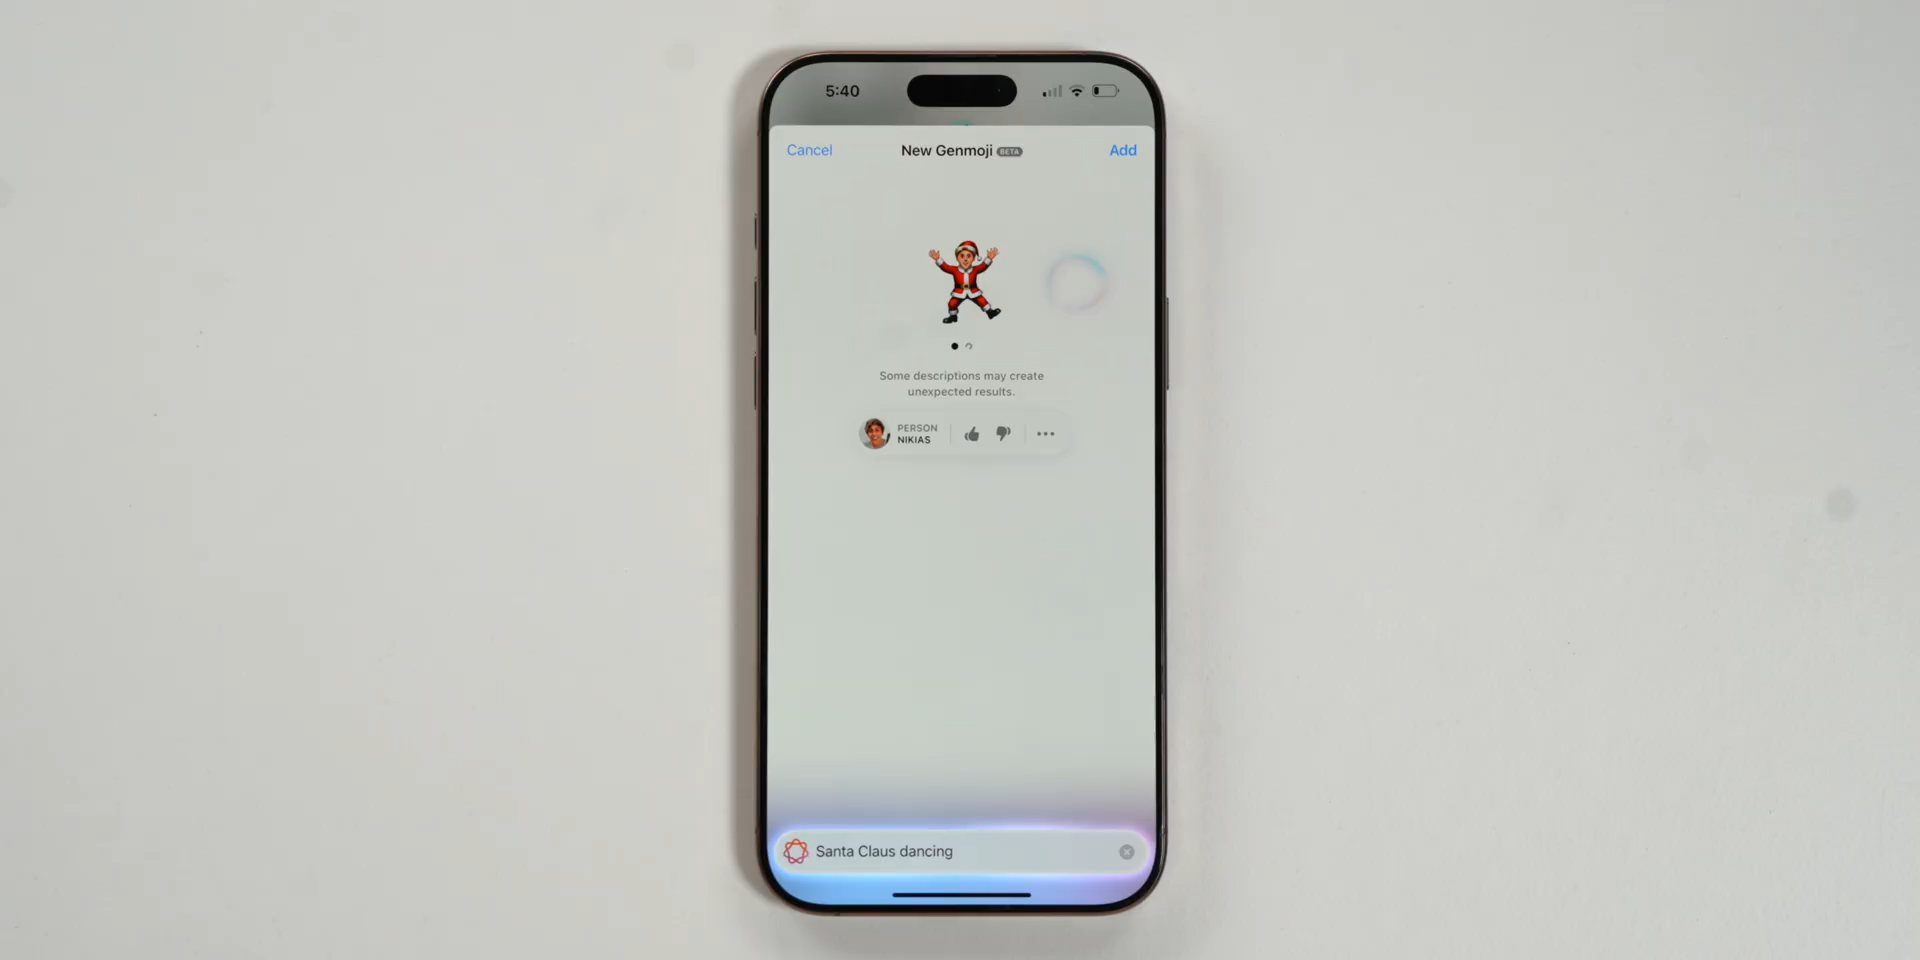 5:40
Cancel
New Genmoji BETA
Add
Some descriptions may create
unexpected results.
PERSON
NIKIAS
Santa Claus dancing